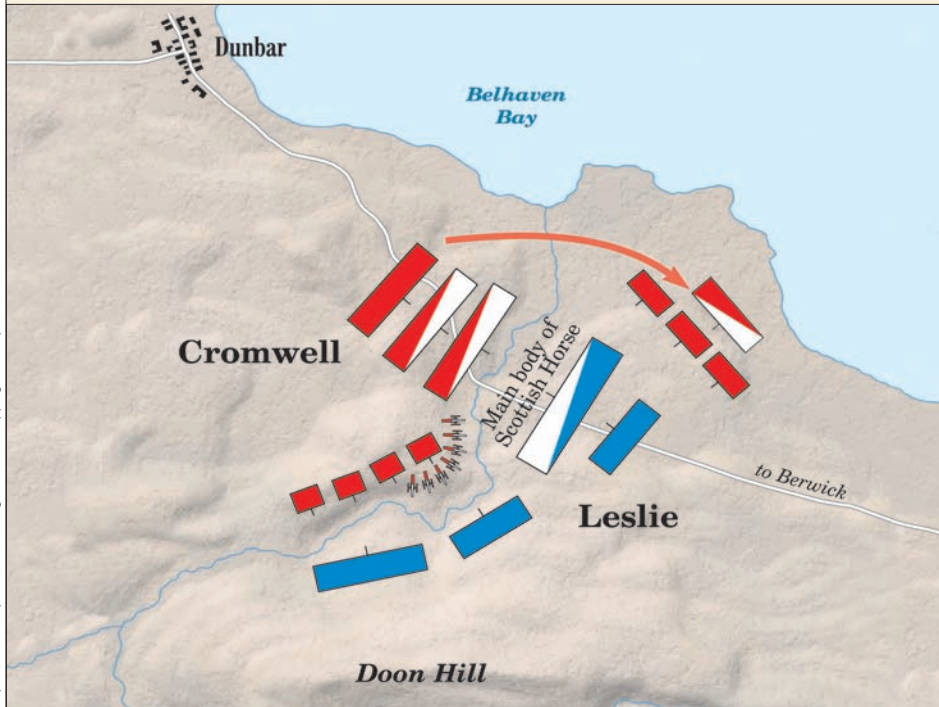 Dunbar
Belhaven
Bay
Cromwell
Main body of
Scottish Horse
to Berwick
Leslie
Doon Hill